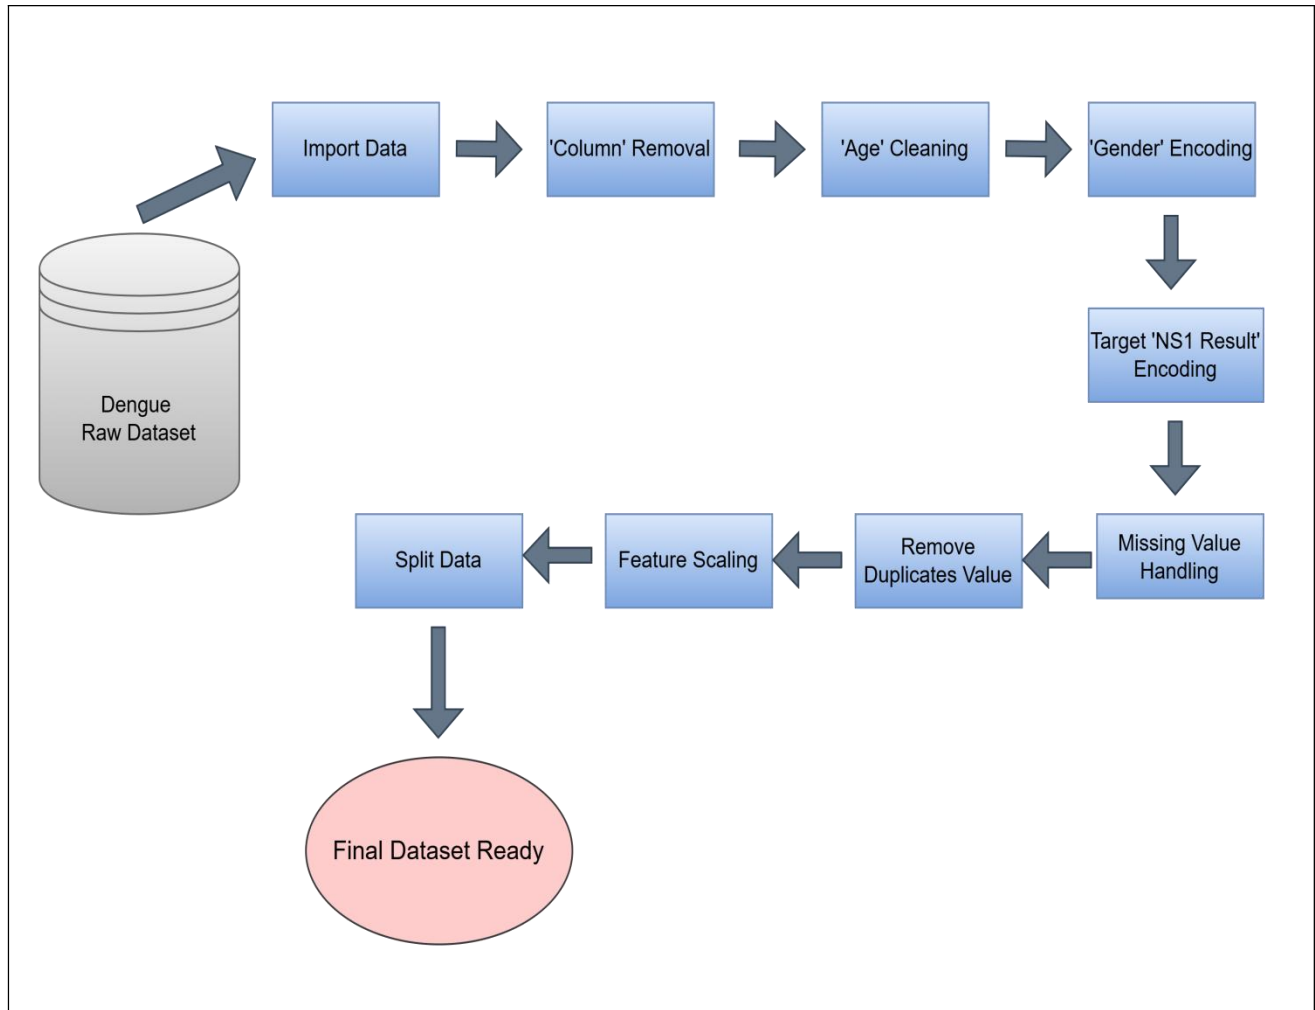 Import Data
'Column' Removal
'Age' Cleaning
'Gender' Encoding
Dengue
Raw Dataset
Target 'NS1 Result'
Encoding
Missing Value
Handling
Remove
Duplicates Value
Feature Scaling
Split Data
Final Dataset Ready